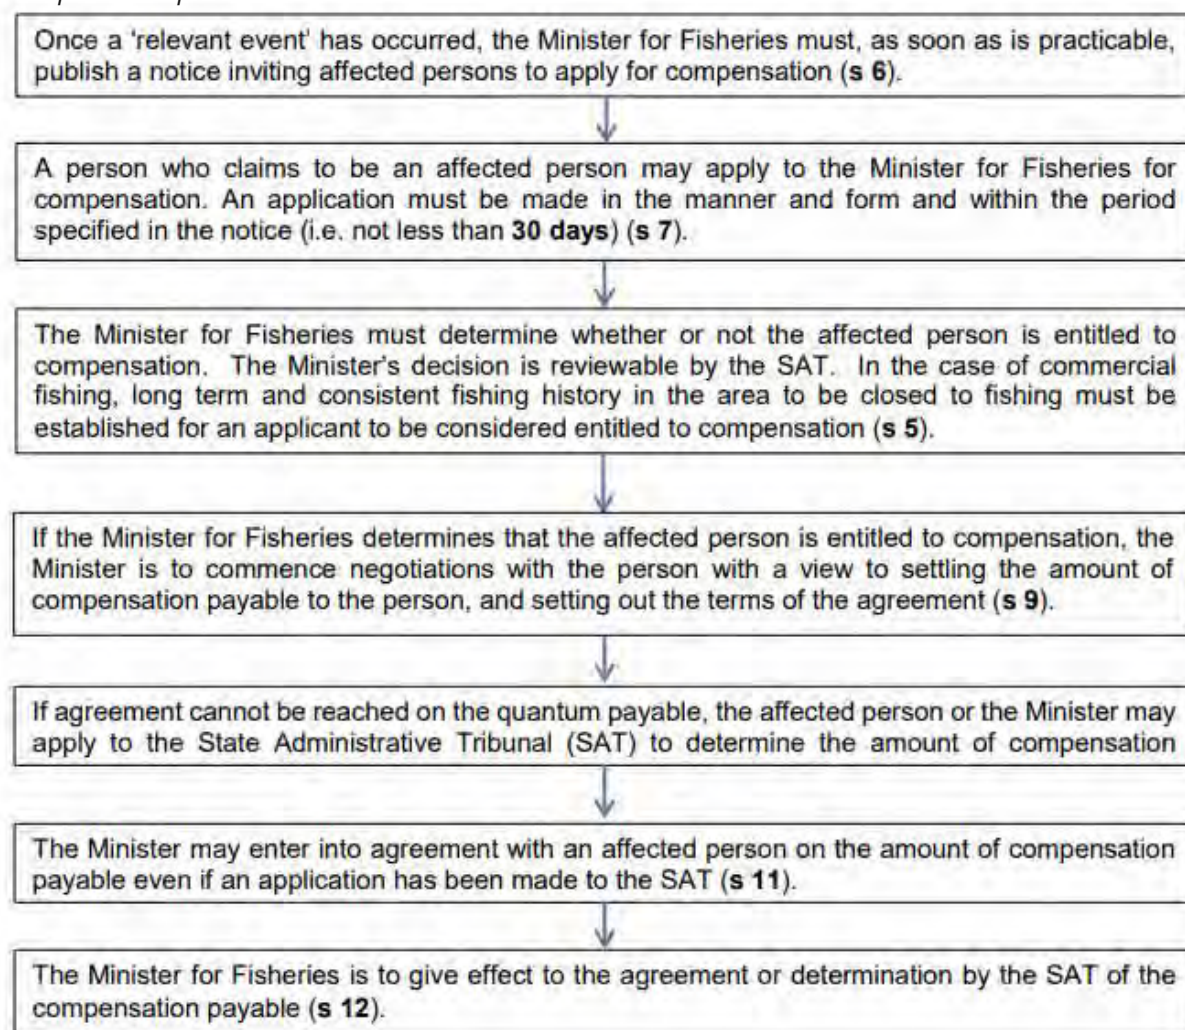 Once a 'relevant event' has occurred, the Minister for Fisheries must, as soon as is practicable,
publish a notice inviting affected persons to apply for compensation (s 6).
A person who claims to be an affected person may apply to the Minister for Fisheries for
compensation. An application must be made in the manner and form and within the period
specified in the notice (i.e. not less than 30 days) (s 7).
The Minister for Fisheries must determine whether or not the affected person is entitled to
compensation. The Minister's decision is reviewable by the SAT. In the case of commercial
fishing, long term and consistent fishing history in the area to be closed to fishing must be
established for an applicant to be considered entitled to compensation (s 5).
If the Minister for Fisheries determines that the affected person is entitled to compensation, the
Minister is to commence negotiations with the person with a view to settling the amount of
compensation payable to the person, and setting out the terms of the agreement (s 9).
If agreement cannot be reached on the quantum payable, the affected person or the Minister may
apply to the State Administrative Tribunal (SAT) to determine the amount of compensation
The Minister may enter into agreement with an affected person on the amount of compensation
payable even if an application has been made to the SAT (s 11).
The Minister for Fisheries is to give effect to the agreement or determination by the SAT of the
compensation payable (s 12).